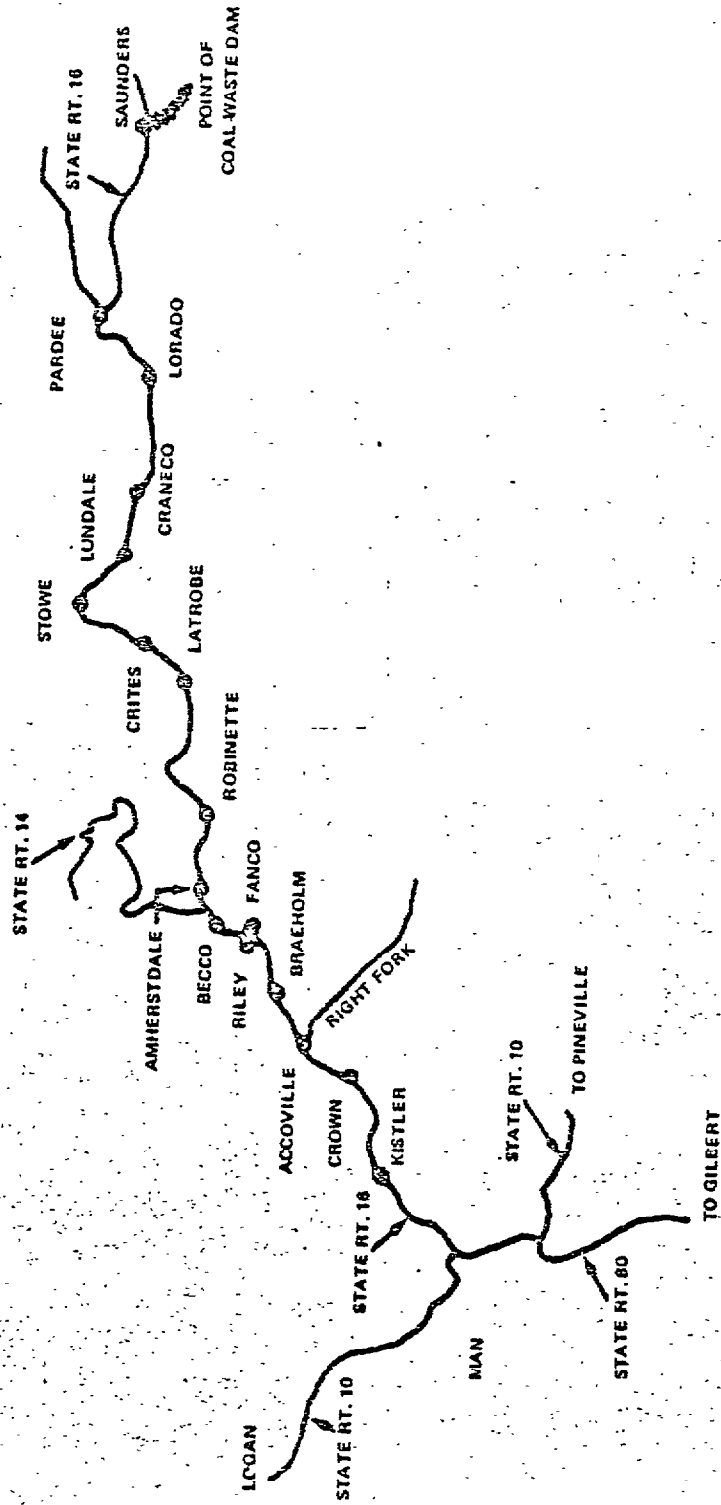 SAUNDERS
POINT OF
COAL-WASTE DAM
STATE RT. 16
PARDEE
LORADO
LUNDALE
CRANECO
STOWE
CRITES
LATROBE
ROBINETTE
STATE RT. 14
AMHERSTDALE
BECCO
FANCO
RILEY
BRAEHOLM
ACCOVILLE
RIGHT FORK
CROWN
KISTLER
STATE RT. 16
STATE RT. 10
TO PINEVILLE
MAN
STATE RT. 80
TO GILBERT
LOGAN
STATE RT. 10